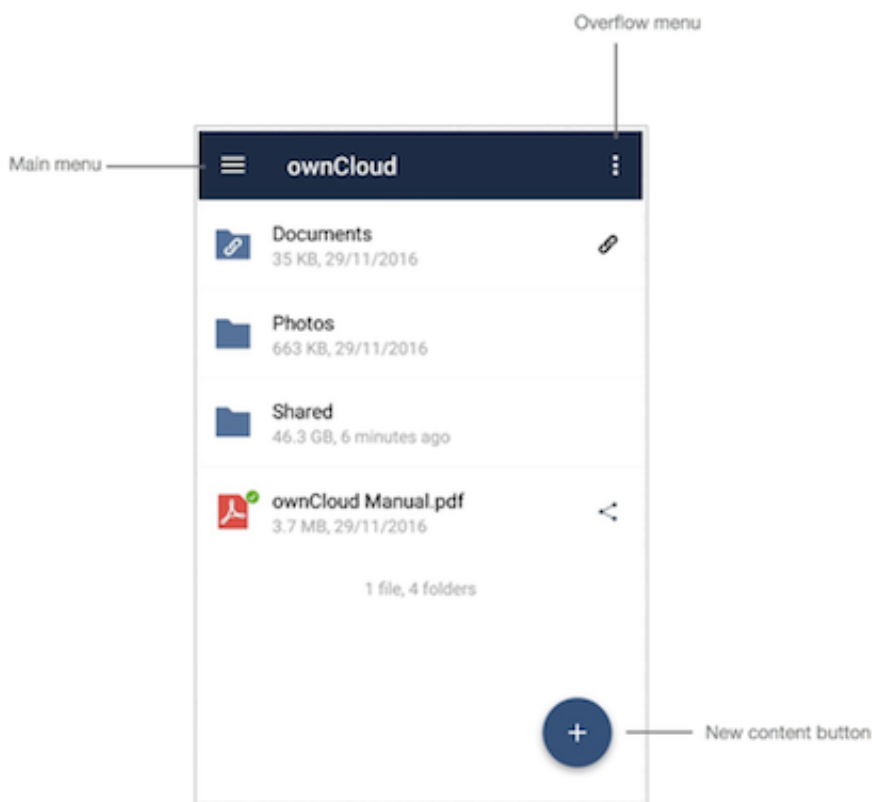 Overflow menu
Main menu
ownCloud
Documents
35 KB, 29/11/2016
Photos
663 KB, 29/11/2016
Shared
46.3 GB, 6 minutes ago
ownCloud Manual.pdf
3.7 MB, 29/11/2016
1 file, 4 folders
New content button